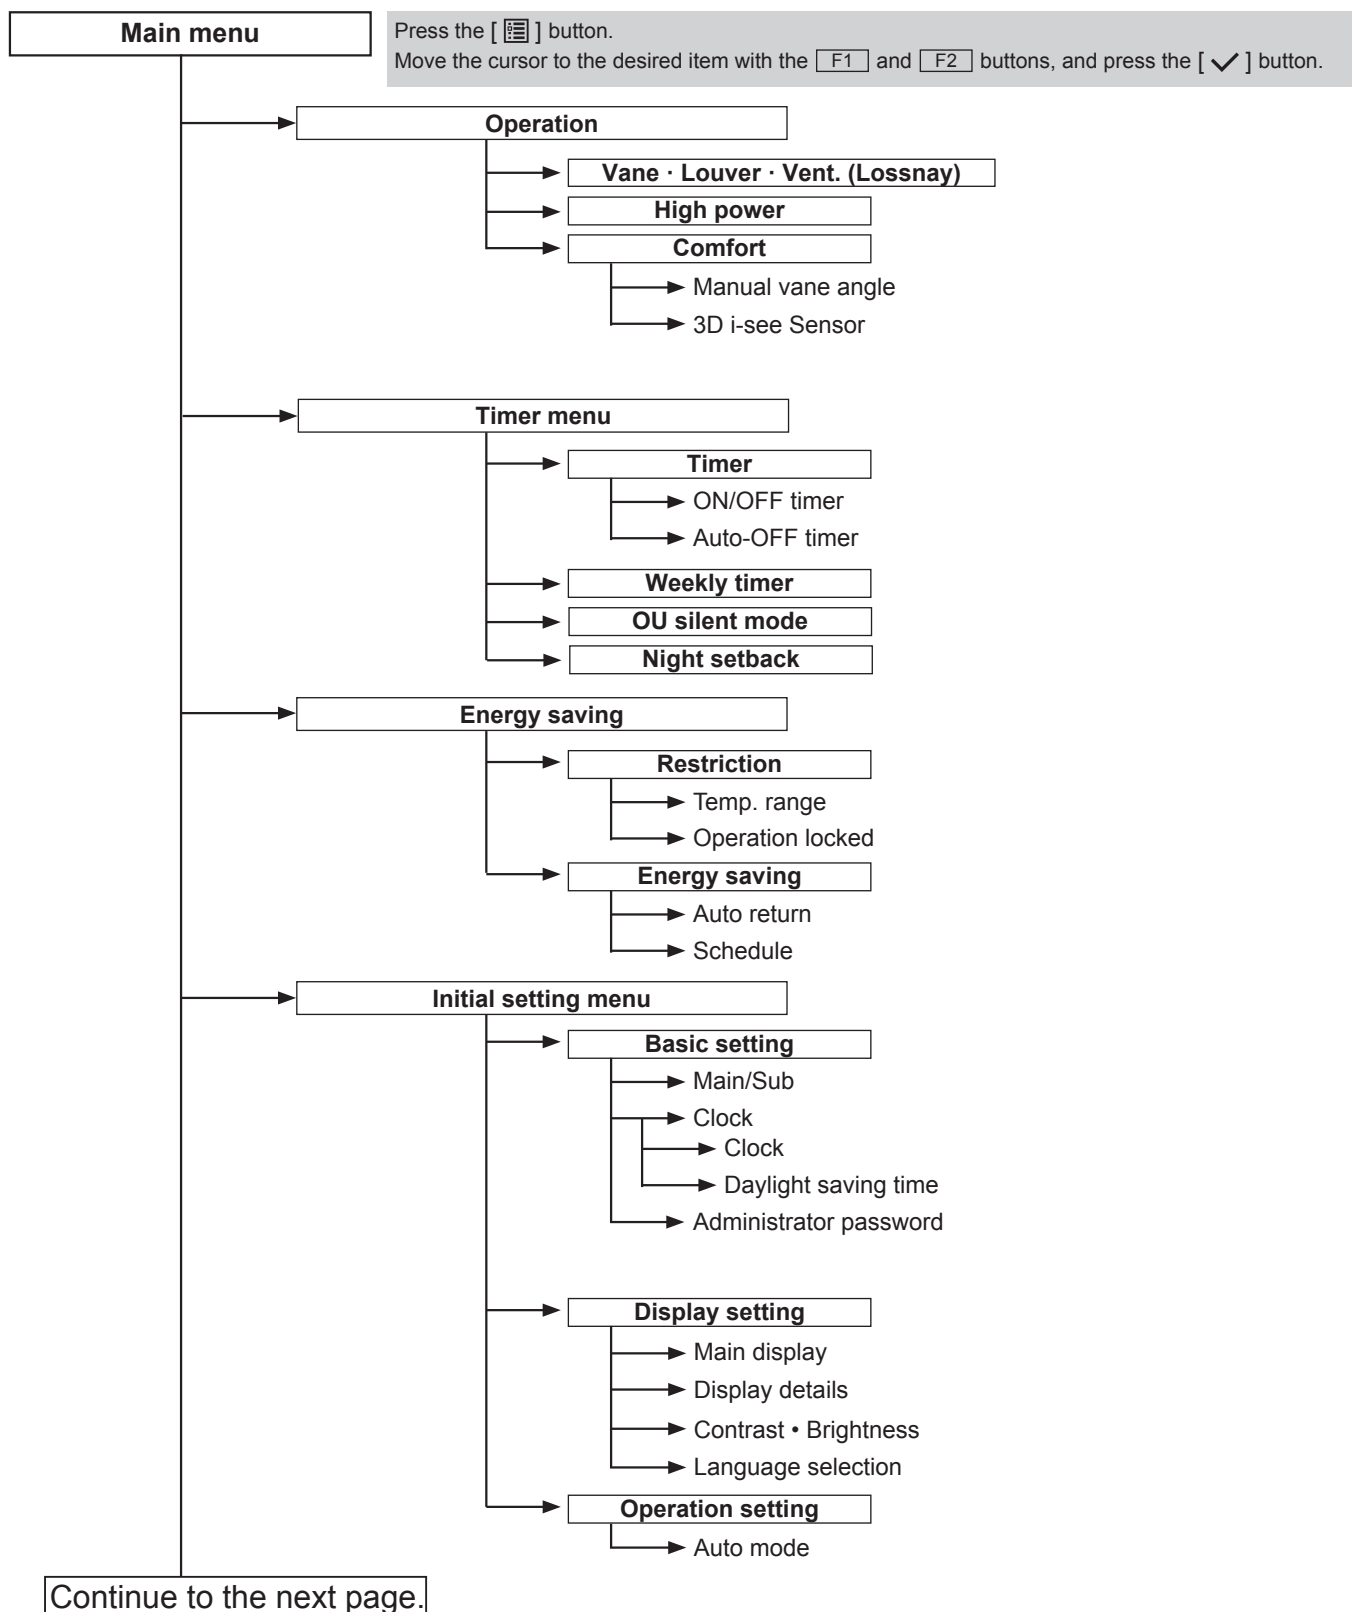 Main menu
Press the [ ] button.
Move the cursor to the desired item with the F1 and F2 buttons, and press the [ ✓ ] button.
Operation
Vane · Louver · Vent. (Lossnay)
High power
Comfort
Manual vane angle
3D i-see Sensor
Timer menu
Timer
ON/OFF timer
Auto-OFF timer
Weekly timer
OU silent mode
Night setback
Energy saving
Restriction
Temp. range
Operation locked
Energy saving
Auto return
Schedule
Initial setting menu
Basic setting
Main/Sub
Clock
Clock
Daylight saving time
Administrator password
Display setting
Main display
Display details
Contrast • Brightness
Language selection
Operation setting
Auto mode
Continue to the next page.